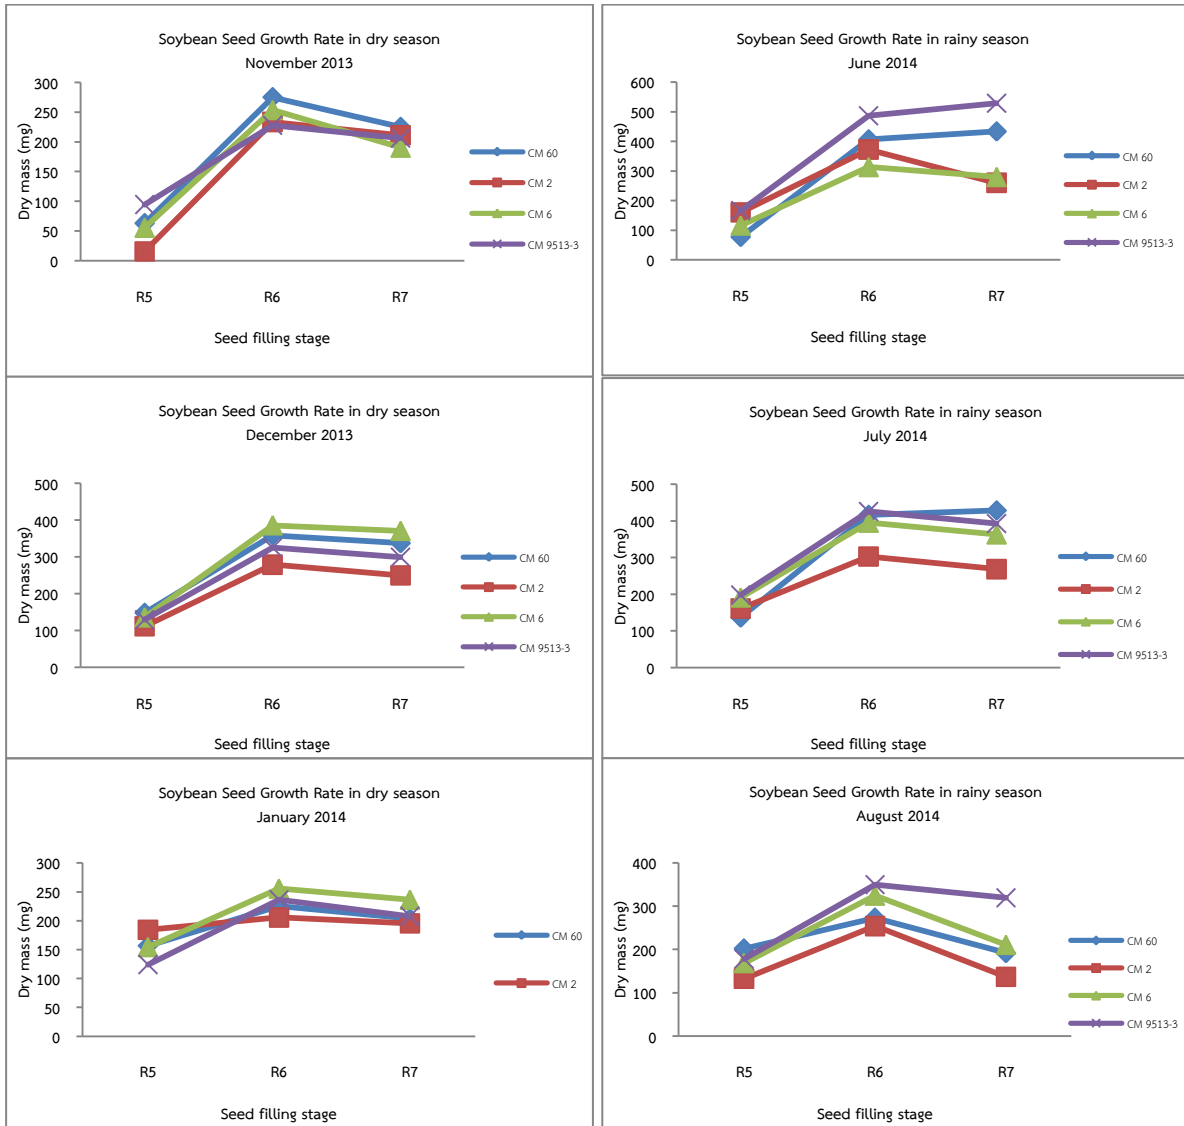 Soybean Seed Growth Rate in dry season
November 2013
Dry mass (mg)
300
250
200
150
100
50
0
R5 R6 R7
Seed filling stage
CM 60
CM 2
CM 6
CM 9513-3
Soybean Seed Growth Rate in rainy season
June 2014
Dry mass (mg)
600
500
400
300
200
100
0
R5 R6 R7
Seed filling stage
CM 60
CM 2
CM 6
CM 9513-3
Soybean Seed Growth Rate in dry season
December 2013
Dry mass (mg)
500
400
300
200
100
0
R5 R6 R7
Seed filling stage
CM 60
CM 2
CM 6
CM 9513-3
Soybean Seed Growth Rate in rainy season
July 2014
Dry mass (mg)
500
400
300
200
100
0
R5 R6 R7
Seed filling stage
CM 60
CM 2
CM 6
CM 9513-3
Soybean Seed Growth Rate in dry season
January 2014
Dry mass (mg)
300
250
200
150
100
50
0
R5 R6 R7
Seed filling stage
CM 60
CM 2
Soybean Seed Growth Rate in rainy season
August 2014
Dry mass (mg)
400
300
200
100
0
R5 R6 R7
Seed filling stage
CM 60
CM 2
CM 6
CM 9513-3